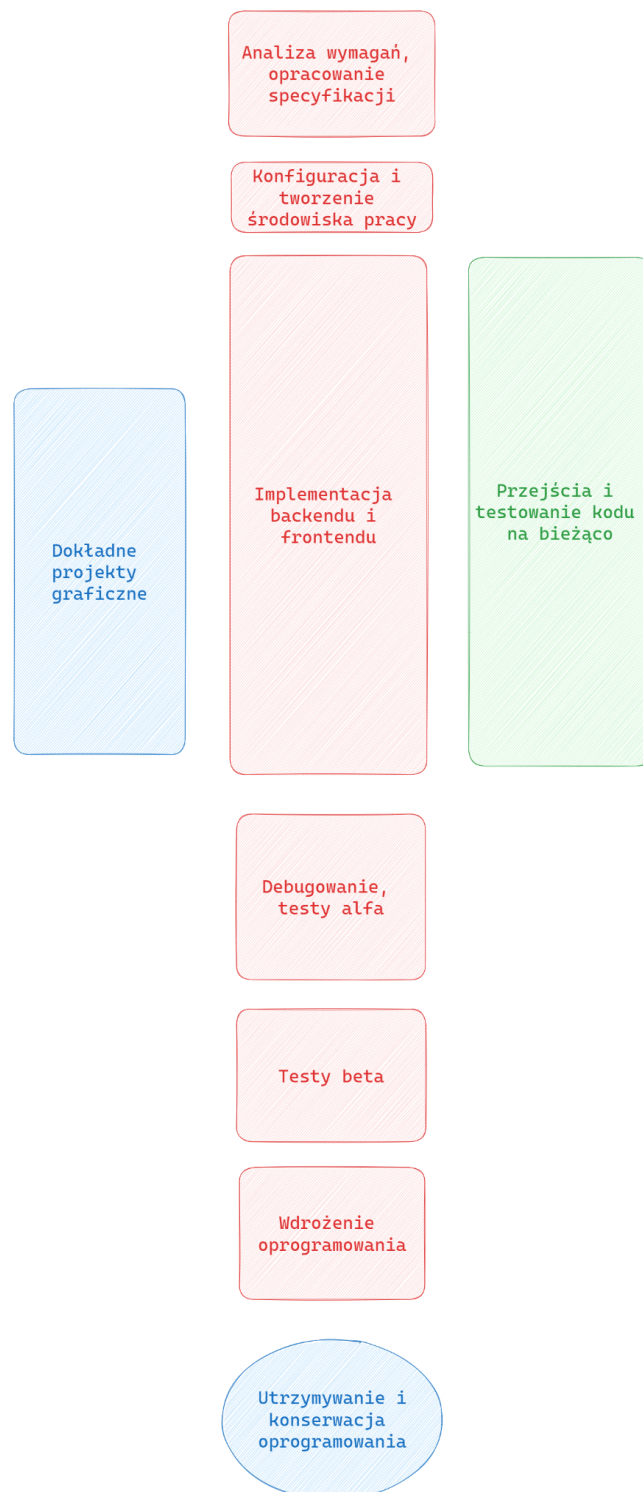 Analiza wymagań,
opracowanie
specyfikacji
Konfiguracja i
tworzenie
środowiska pracy
Implementacja
backendu i
frontendu
Przejścia i
testowanie kodu
na bieżąco
Dokładne
projekty
graficzne
Debugowanie,
testy alfa
Testy beta
Wdrożenie
oprogramowania
Utrzymywanie i
konserwacja
oprogramowania